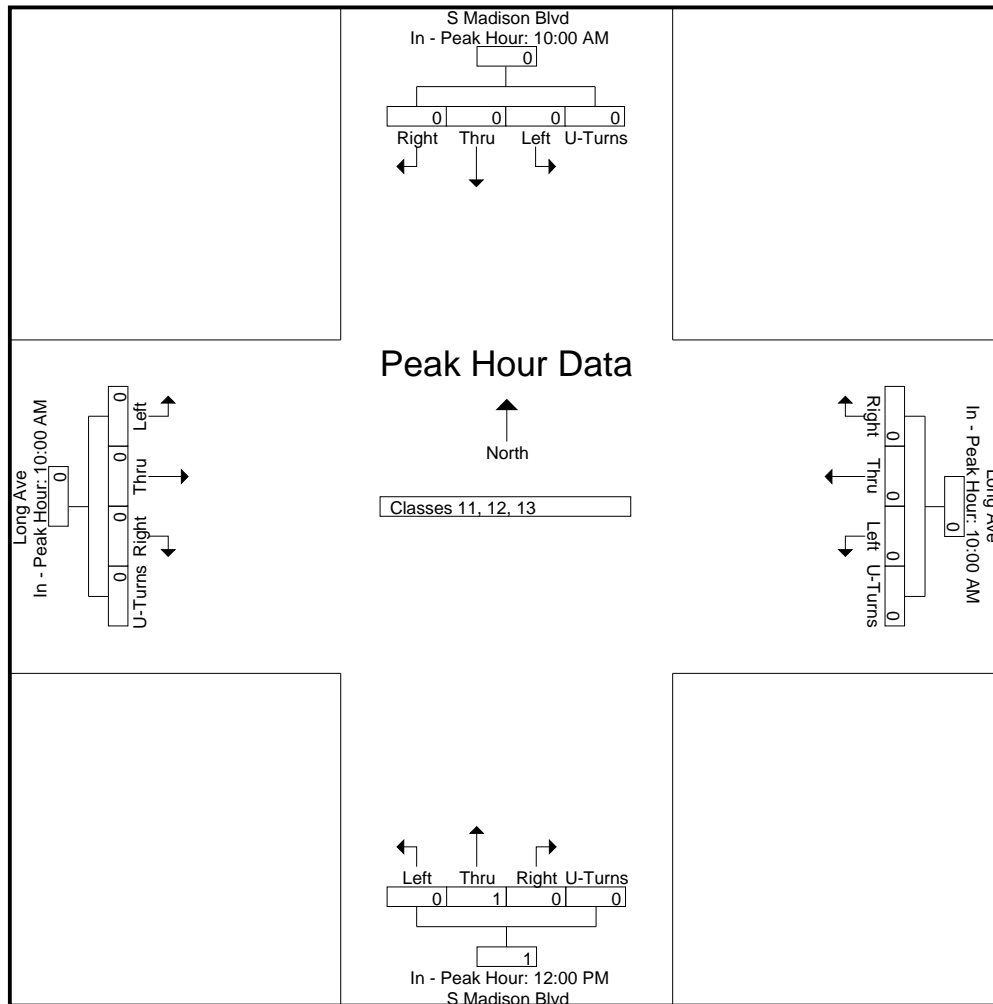 S Madison Blvd
In - Peak Hour: 10:00 AM
0
0 0 0 0
Right Thru Left U-Turns
Peak Hour Data
North
Classes 11, 12, 13
Long Ave
In - Peak Hour: 10:00 AM
0
0 0 0 0
Left Thru Right U-Turns
Long Ave
In - Peak Hour: 10:00 AM
0
0 0 0 0
Right Thru Left U-Turns
Left Thru Right U-Turns
0 1 0 0
1
In - Peak Hour: 12:00 PM
S Madison Blvd